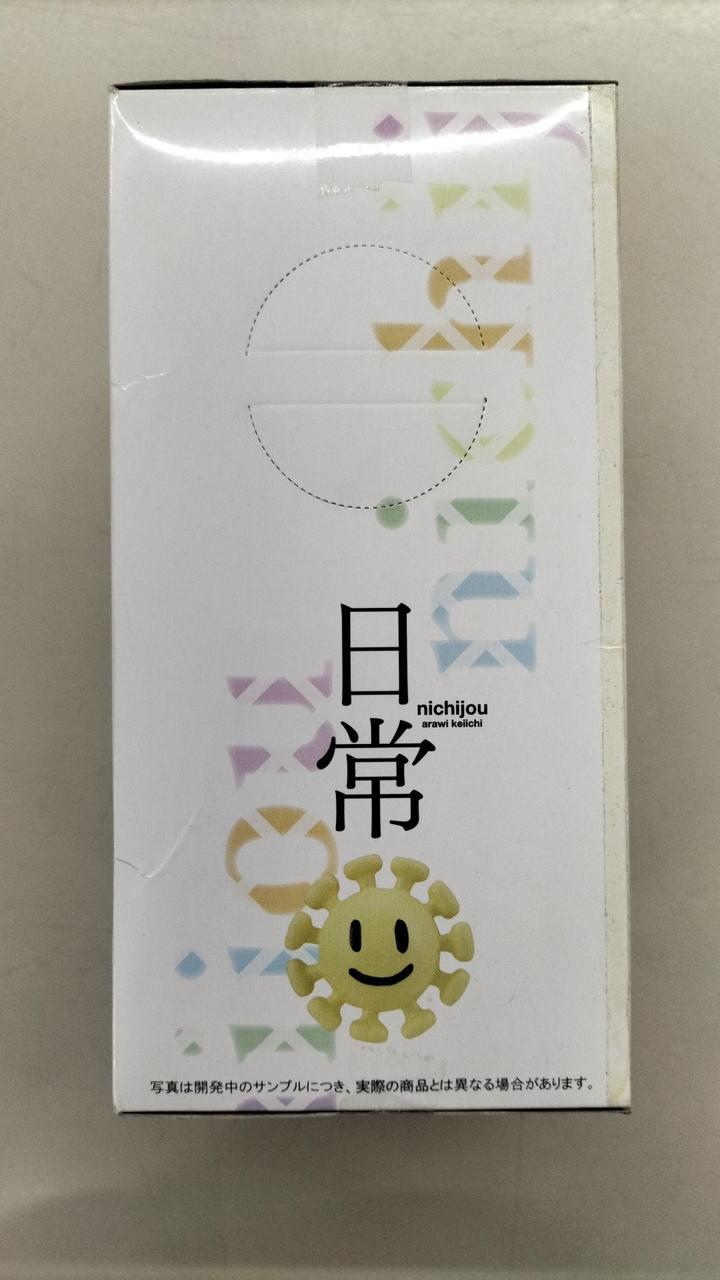 日常
nichijou
arawi keiichi
写真は開発中のサンプルにつき、実際の商品とは異なる場合があります。